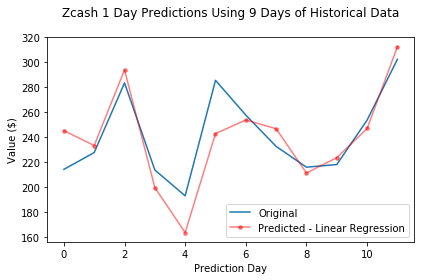 Zcash 1 Day Predictions Using 9 Days of Historical Data
320
300
280
260
240
220
200
180
160
Value ($)
0 2 4 6 8 10
Prediction Day
Original
Predicted - Linear Regression